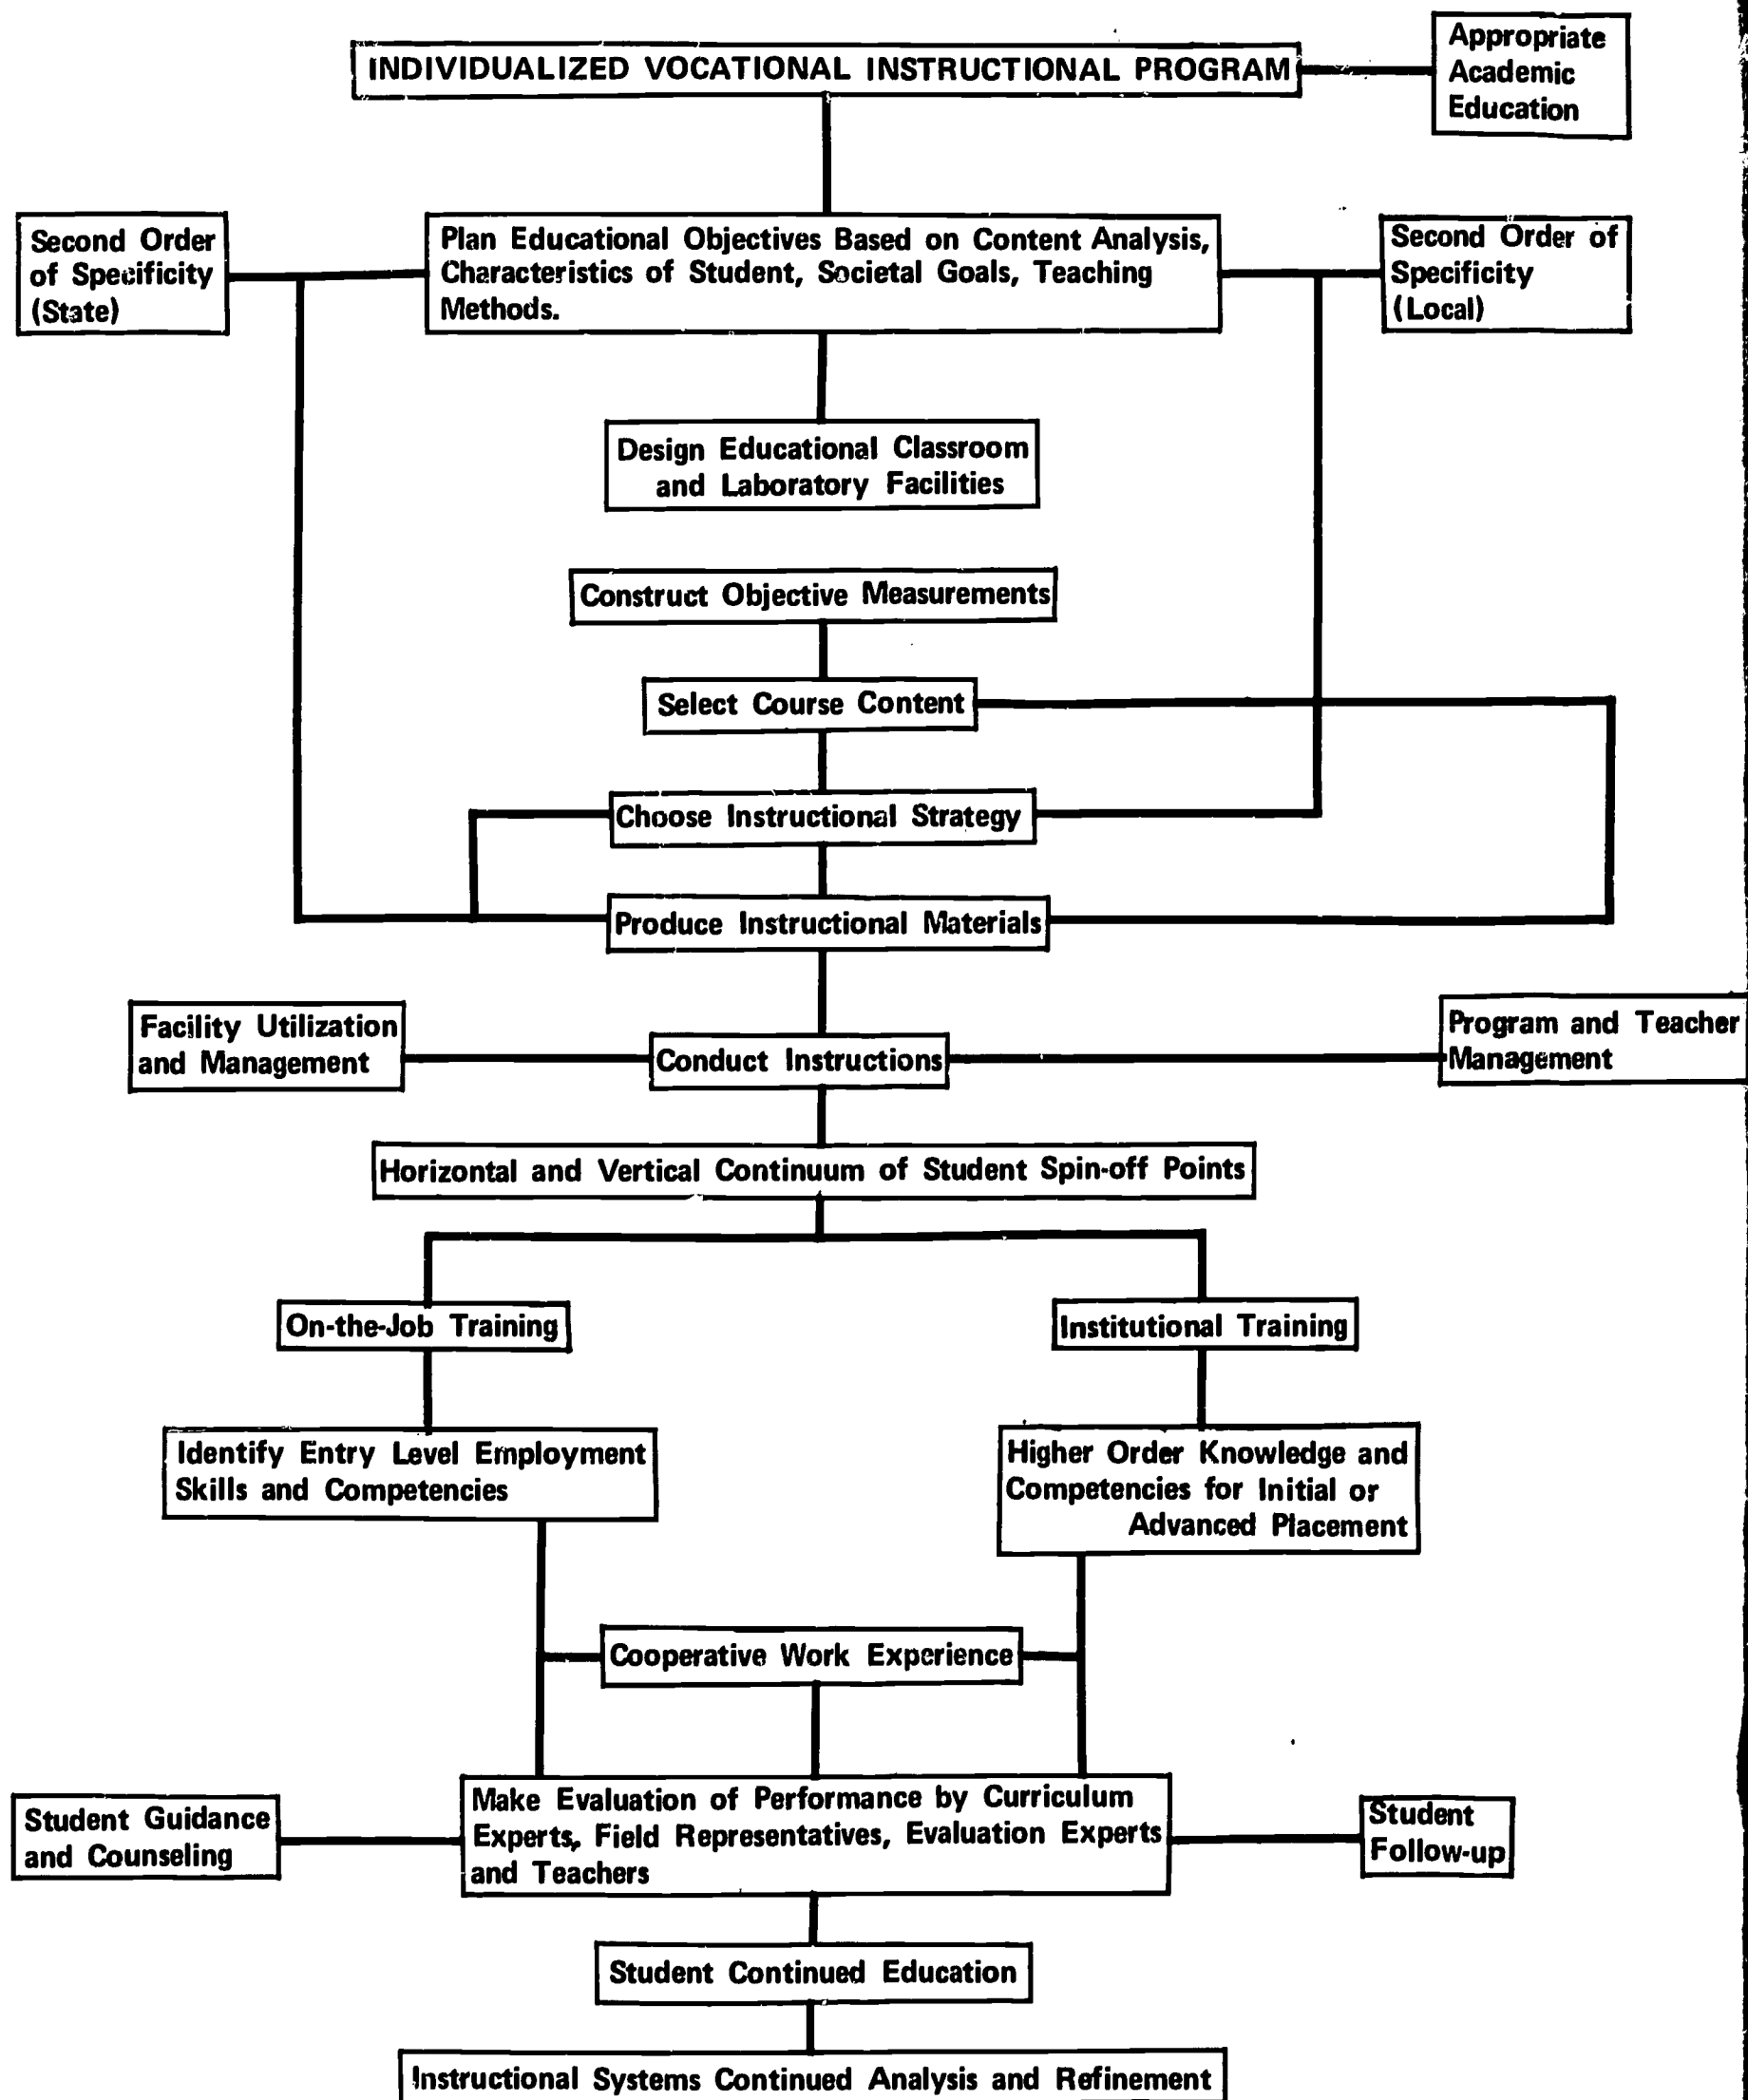 INDIVIDUALIZED VOCATIONAL INSTRUCTIONAL PROGRAM
Appropriate
Academic
Education
Second Order
of Specificity
(State)
Plan Educational Objectives Based on Content Analysis,
Characteristics of Student, Societal Goals, Teaching
Methods.
Second Order of
Specificity
(Local)
Design Educational Classroom
and Laboratory Facilities
Construct Objective Measurements
Select Course Content
Choose Instructional Strategy
Produce Instructional Materials
Facility Utilization
and Management
Conduct Instructions
Program and Teacher
Management
Horizontal and Vertical Continuum of Student Spin-off Points
On-the-Job Training
Institutional Training
Identify Entry Level Employment
Skills and Competencies
Higher Order Knowledge and
Competencies for Initial or
Advanced Placement
Cooperative Work Experience
Student Guidance
and Counseling
Make Evaluation of Performance by Curriculum
Experts, Field Representatives, Evaluation Experts
and Teachers
Student
Follow-up
Student Continued Education
Instructional Systems Continued Analysis and Refinement